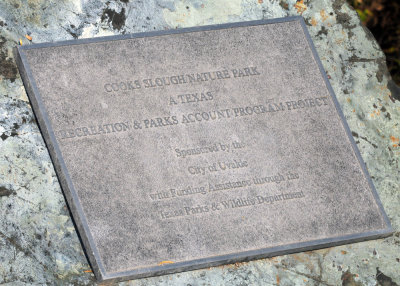 COOKS SLOUGH NATURE PARK
A TEXAS
RECREATION & PARKS ACCOUNT PROGRAM PROJECT
Sponsored by the
City of Uvalde
with Funding Assistance through the
Texas Parks & Wildlife Department